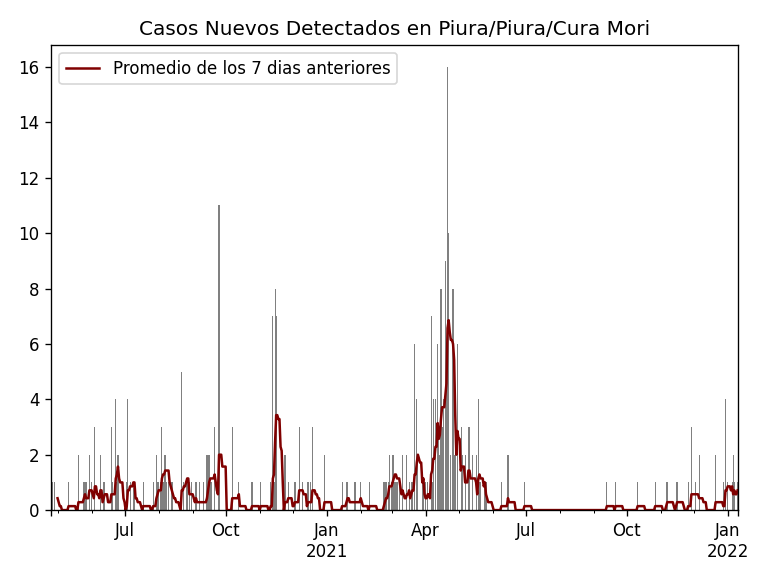 Casos Nuevos Detectados en Piura/Piura/Cura Mori
Promedio de los 7 dias anteriores
16
14
12
10
8
6
4
2
0
Jul
Oct
Jan
2021
Apr
Jul
Oct
Jan
2022